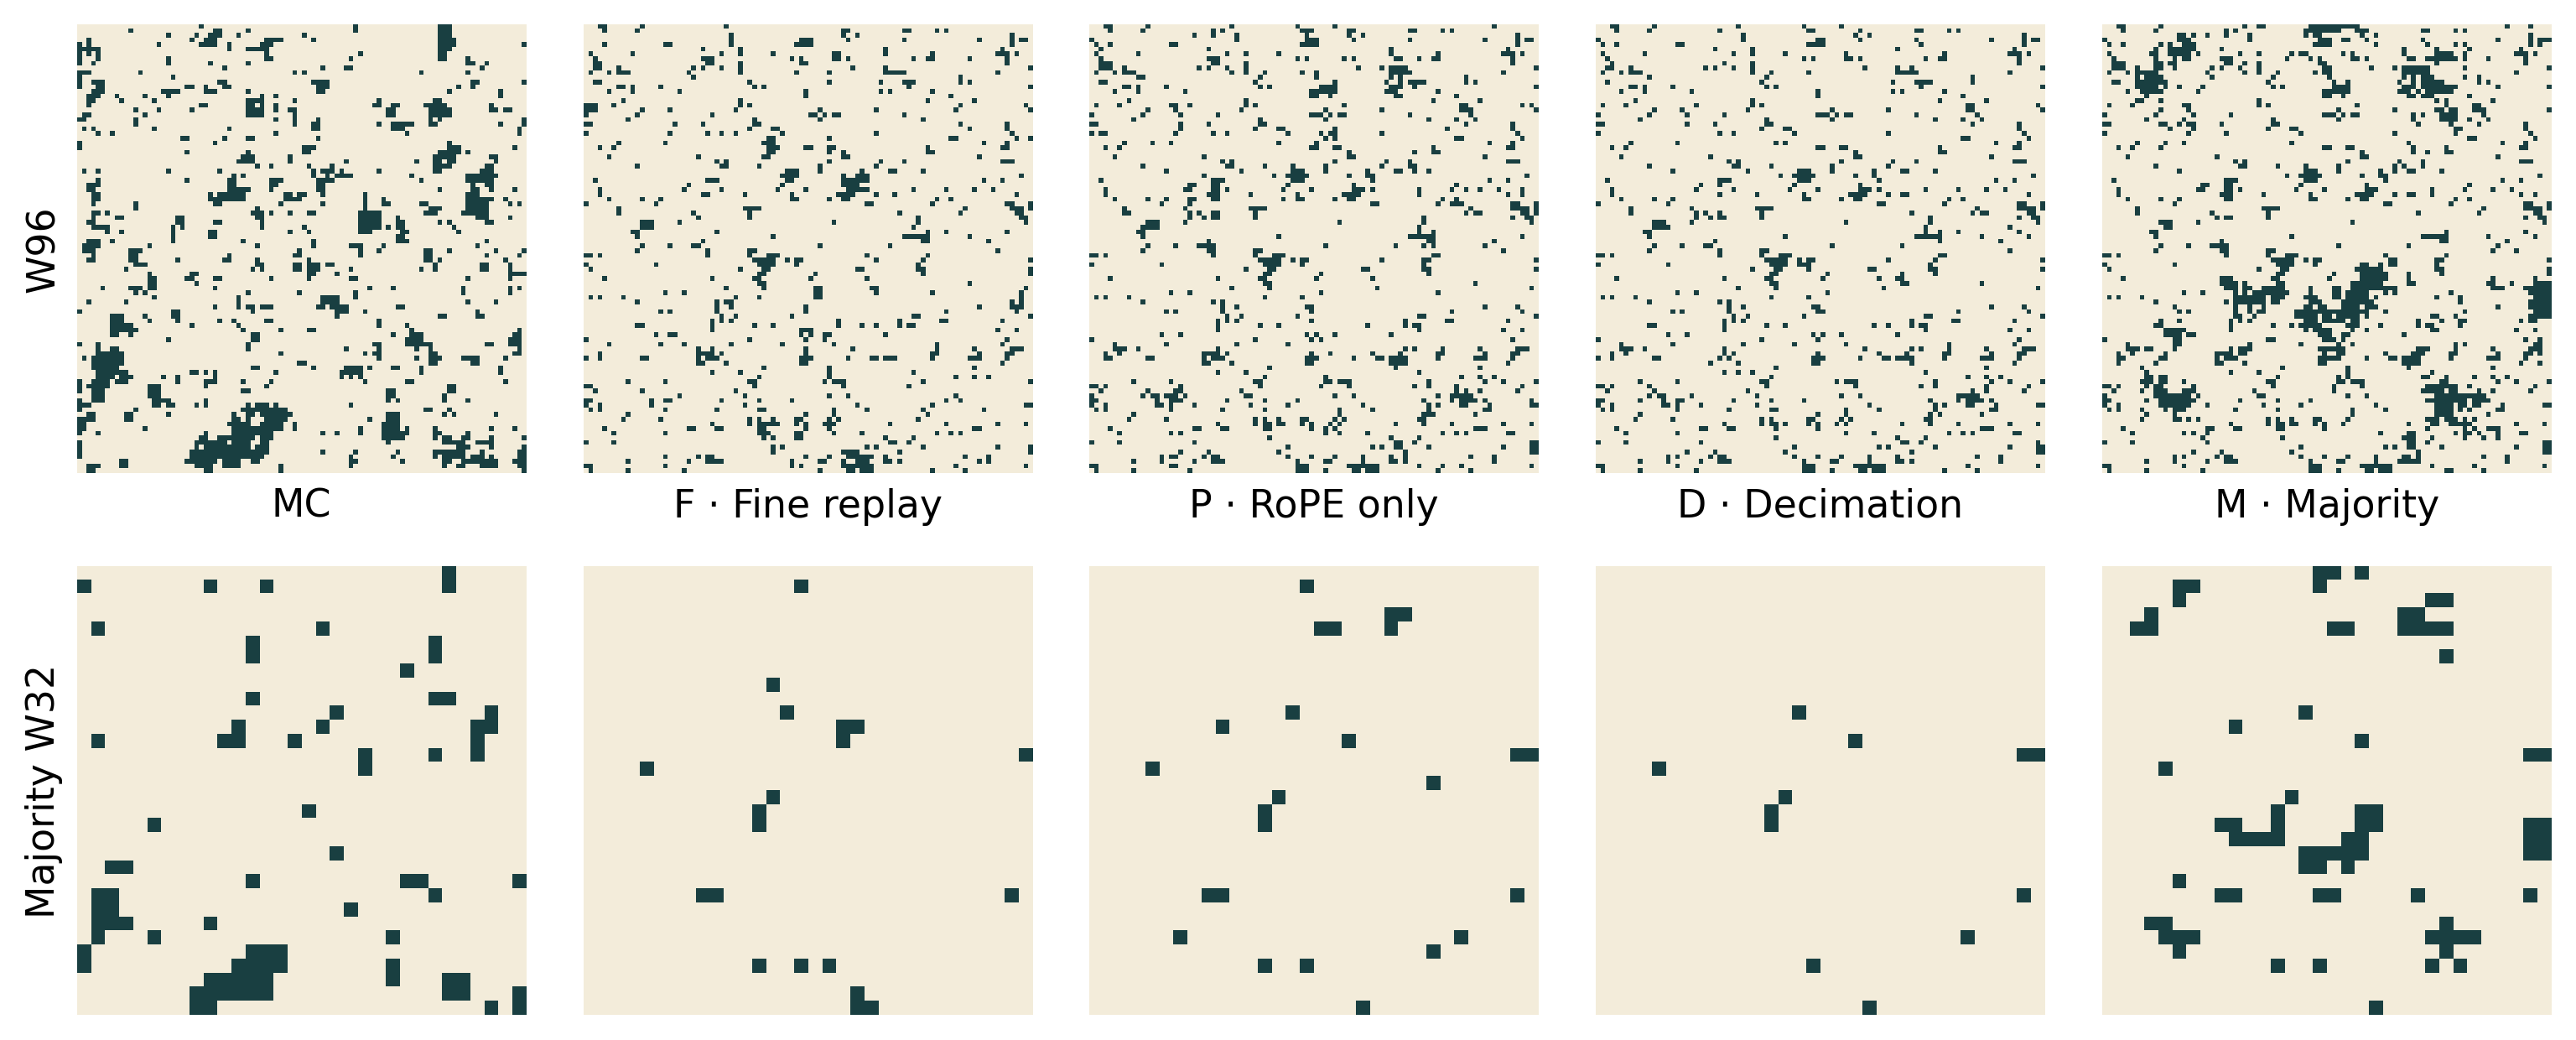 W96
MC
F · Fine replay
P · RoPE only
D · Decimation
M · Majority
Majority W32